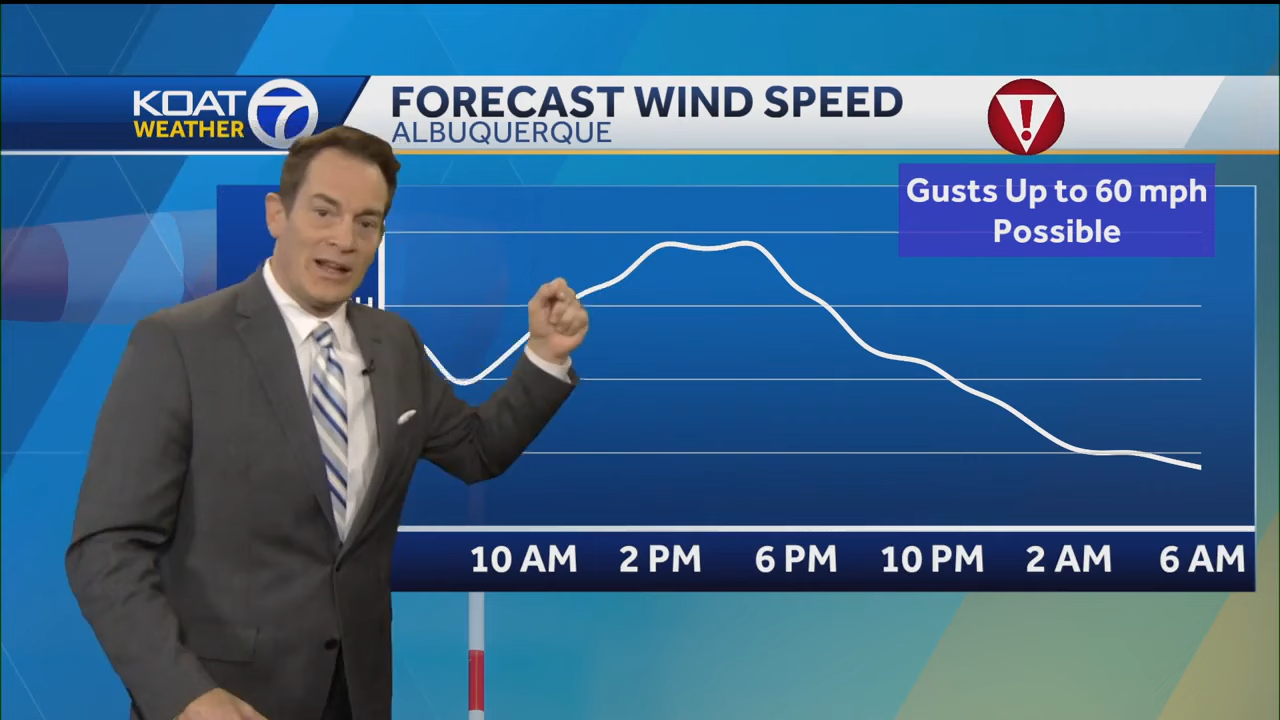 KOAT 7
WEATHER
FORECAST WIND SPEED
ALBUQUERQUE
!
Gusts Up to 60 mph
Possible
10 AM 2 PM 6 PM 10 PM 2 AM 6 AM